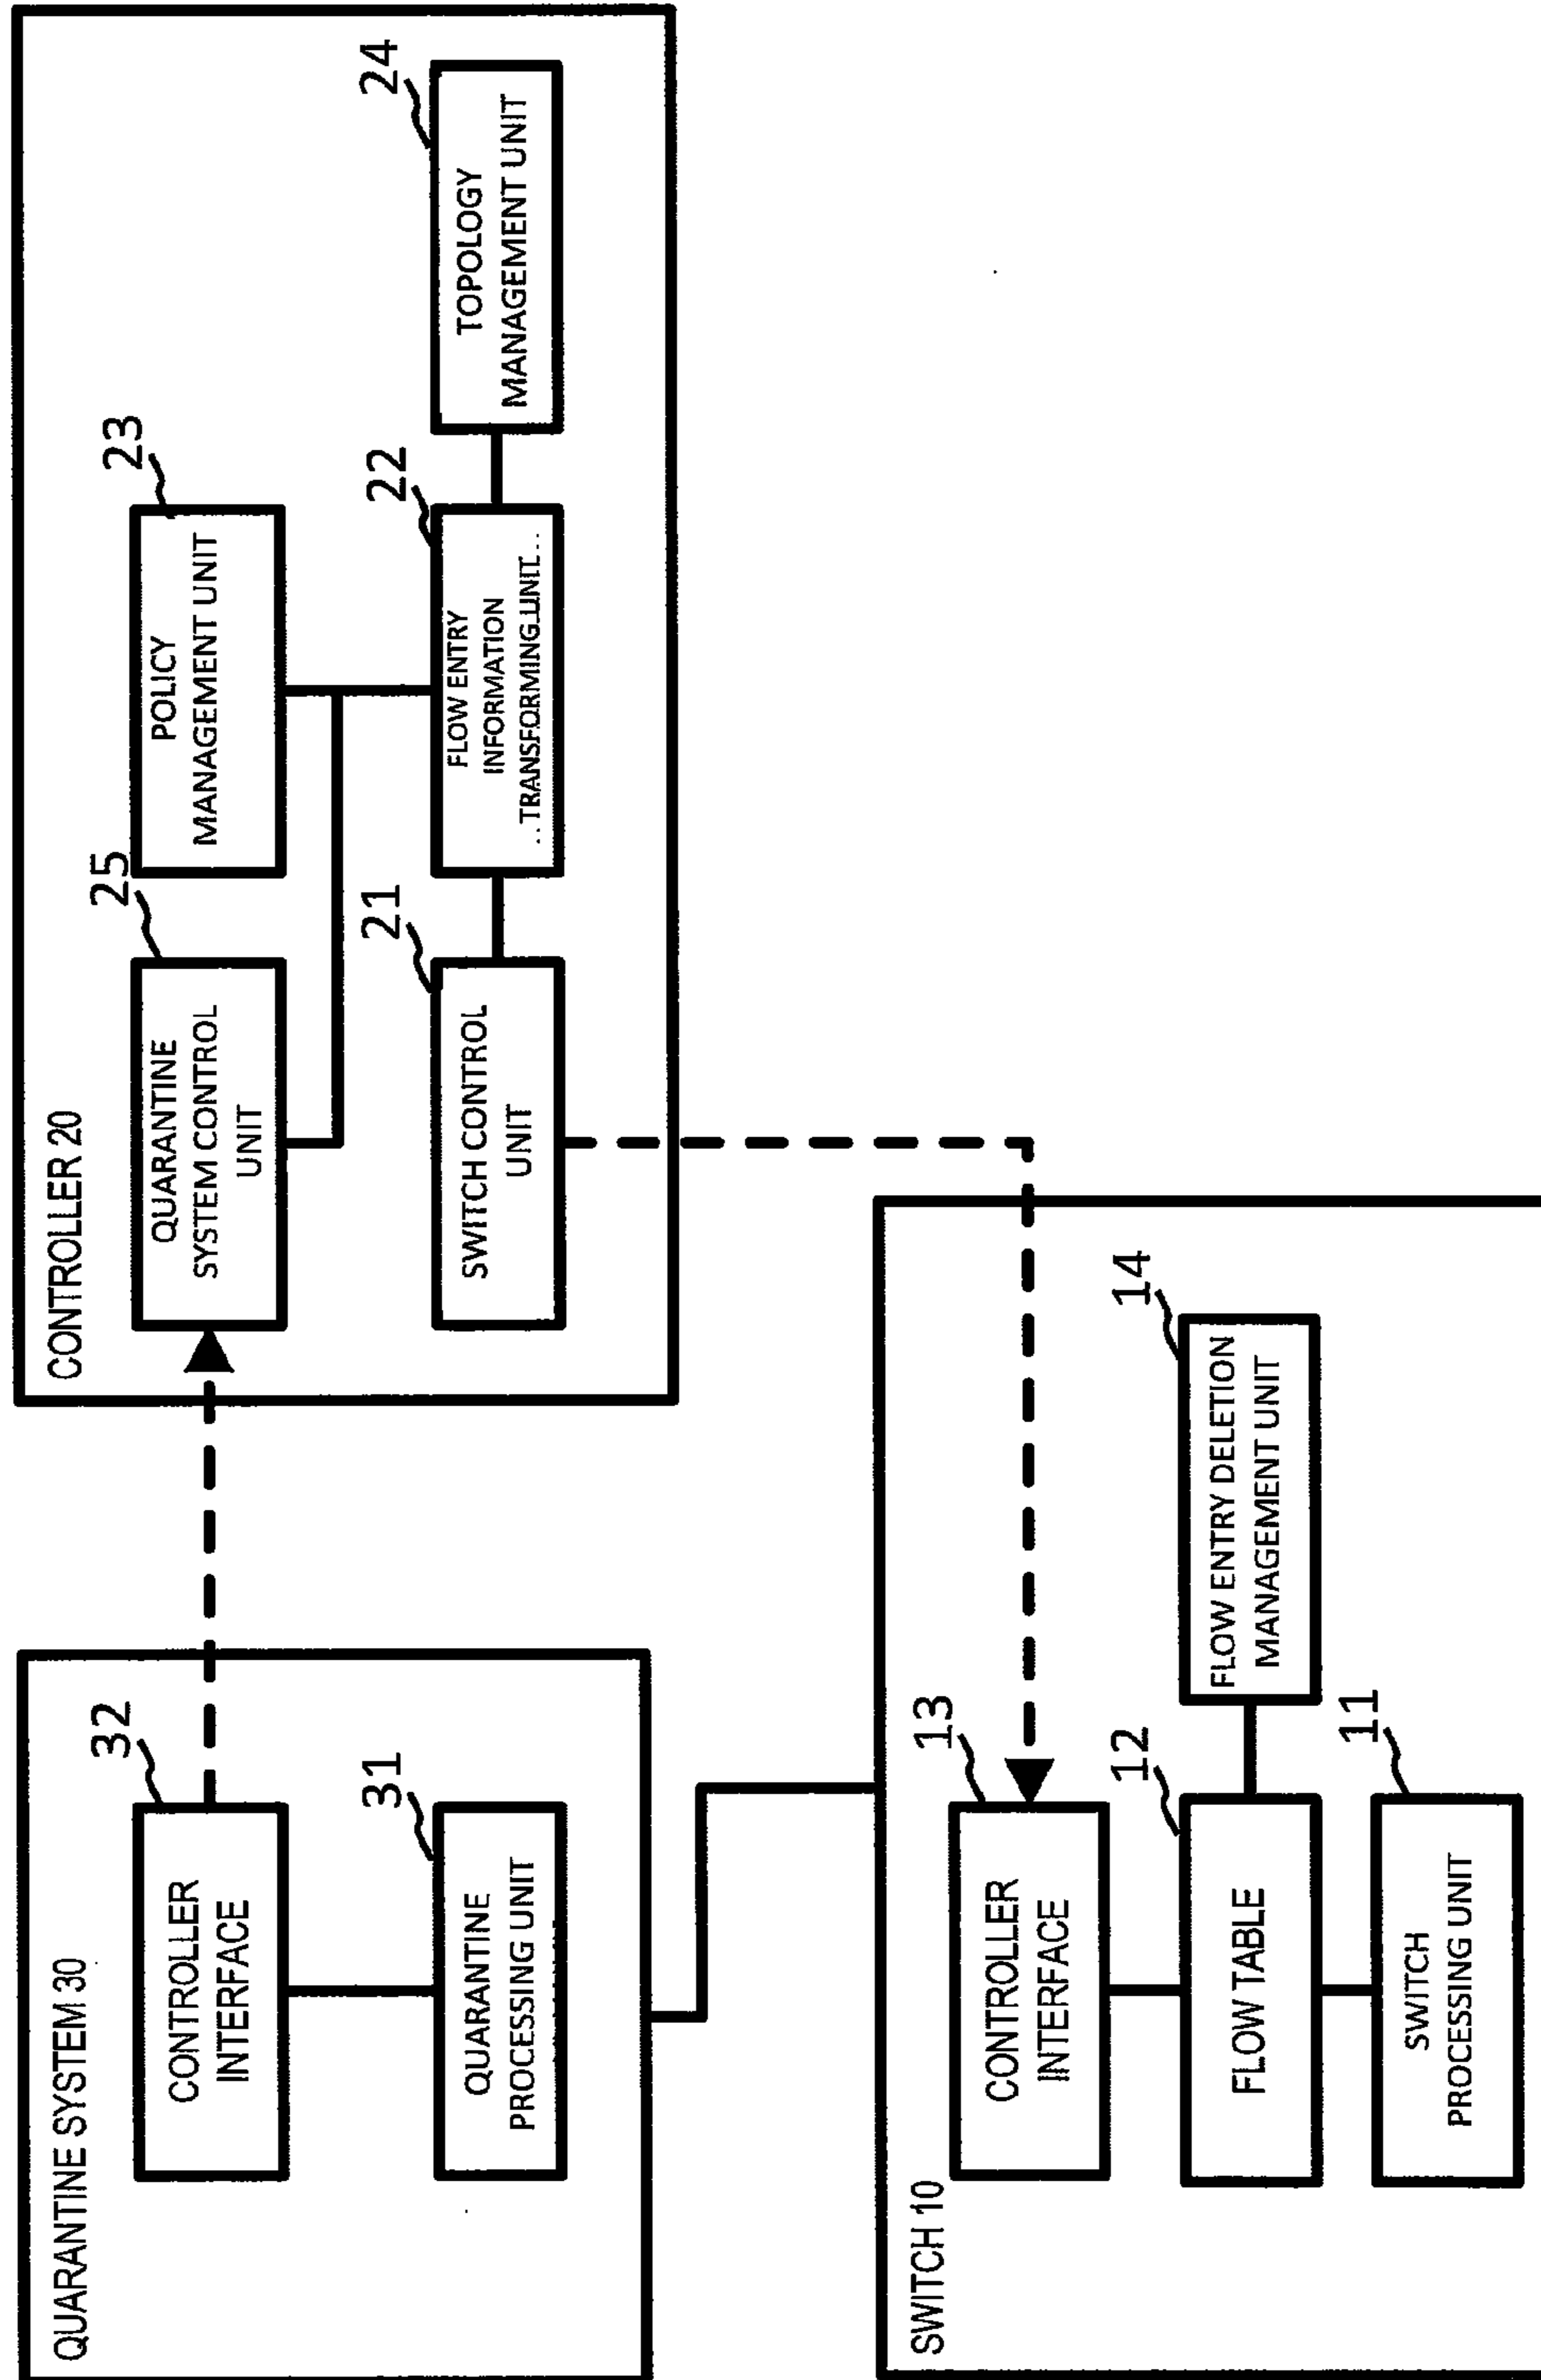 QUARANTINE SYSTEM 30
32
CONTROLLER
INTERFACE
31
QUARANTINE
PROCESSING UNIT
CONTROLLER 20
25
QUARANTINE
SYSTEM CONTROL
UNIT
23
POLICY
MANAGEMENT UNIT
21
SWITCH CONTROL
UNIT
22
FLOW ENTRY
INFORMATION
TRANSFORMING UNIT
24
TOPOLOGY
MANAGEMENT UNIT
SWITCH 10
13
CONTROLLER
INTERFACE
12
FLOW TABLE
14
FLOW ENTRY DELETION
MANAGEMENT UNIT
11
SWITCH
PROCESSING UNIT